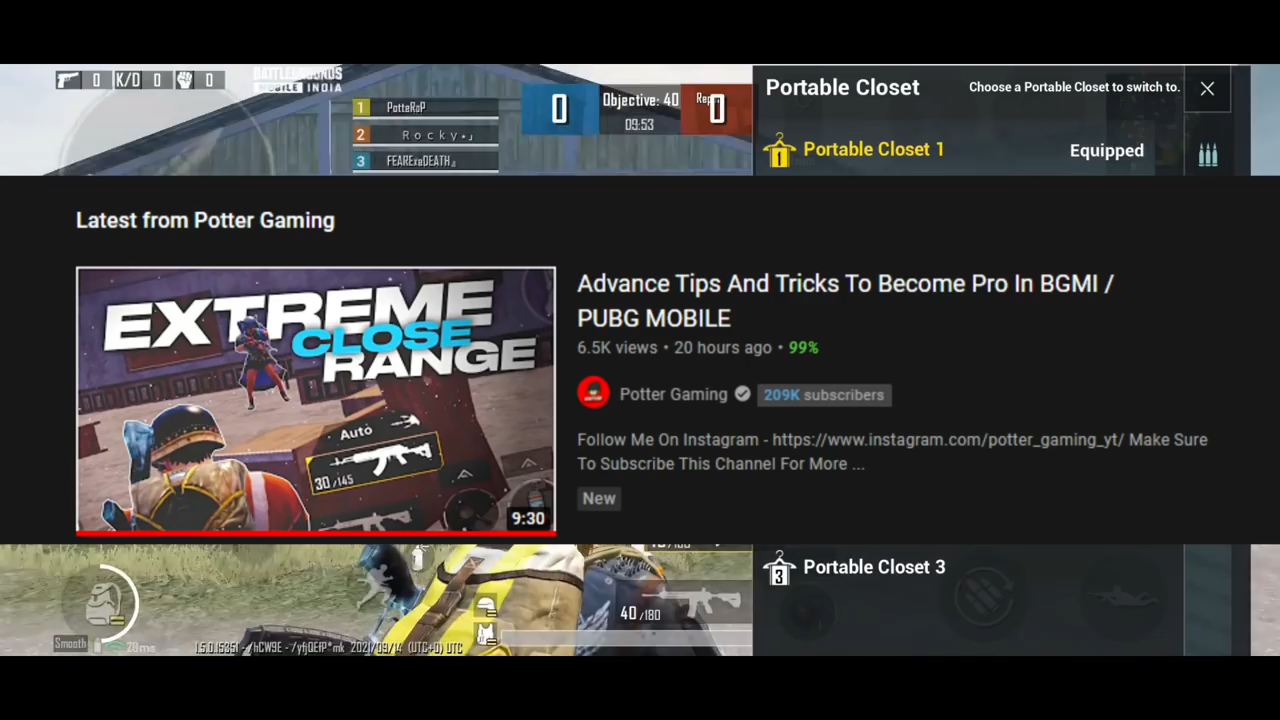 0 K/D 0 0
BATTLEGROUNDS
MOBILE INDIA
1 PotteRoP
2 Rocky
3 FEARExeDEATH
0 Objective: 40 0
09:53
Portable Closet
Choose a Portable Closet to switch to.
1 Portable Closet 1
Equipped
Latest from Potter Gaming
EXTREME
CLOSE
RANGE
Auto
30/145
9:30
Advance Tips And Tricks To Become Pro In BGMI /
PUBG MOBILE
6.5K views • 20 hours ago • 99%
Potter Gaming 209K subscribers
Follow Me On Instagram - https://www.instagram.com/potter_gaming_yt/ Make Sure
To Subscribe This Channel For More ...
New
3 Portable Closet 3
40/180
Smooth 28ms
2021/09/14 (UTC+0) UTC